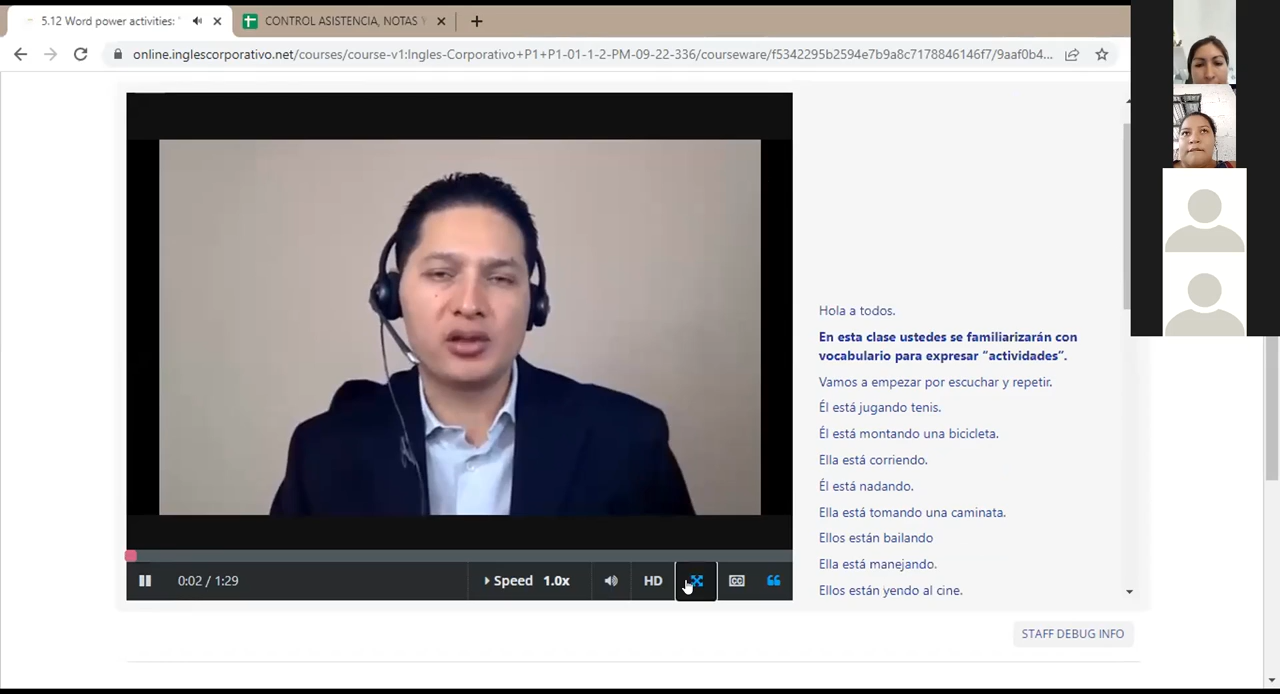 5.12 Word power activities:
CONTROL ASISTENCIA, NOTAS
online.inglescorporativo.net/courses/course-v1:Ingles-Corporativo+P1+P1-01-1-2-PM-09-22-336/courseware/f5342295b2594e7b9a8c7178846146f7/9aaf0b4...
Hola a todos.
En esta clase ustedes se familiarizarán con
vocabulario para expresar “actividades”.
Vamos a empezar por escuchar y repetir.
Él está jugando tenis.
Él está montando una bicicleta.
Ella está corriendo.
Él está nadando.
Ella está tomando una caminata.
Ellos están bailando
Ella está manejando.
Ellos están yendo al cine.
0:02 / 1:29
Speed 1.0x
HD
CC
STAFF DEBUG INFO